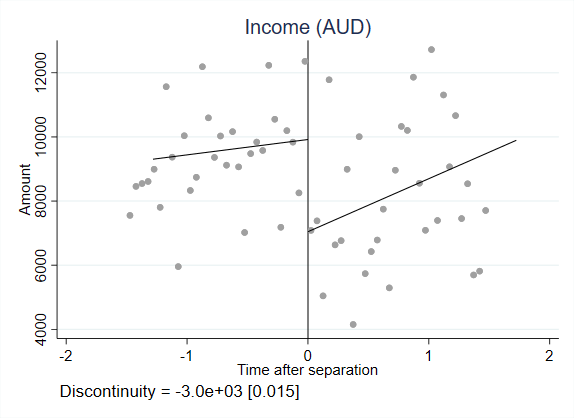 Income (AUD)
Amount
12000
10000
8000
6000
4000
-2
-1
0
1
2
Time after separation
Discontinuity = -3.0e+03 [0.015]